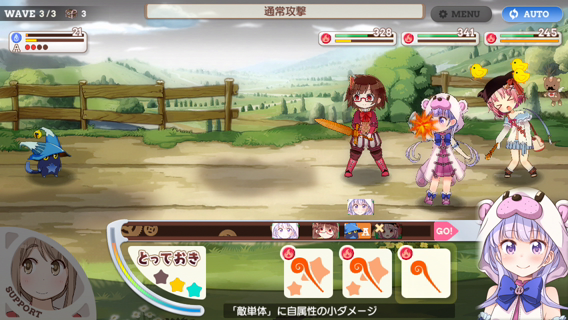 WAVE 3/3 3
通常攻撃
MENU
AUTO
21
A
328
341
245
A
GO!
とっておき
SUPPORT
「敵単体」に自属性の小ダメージ